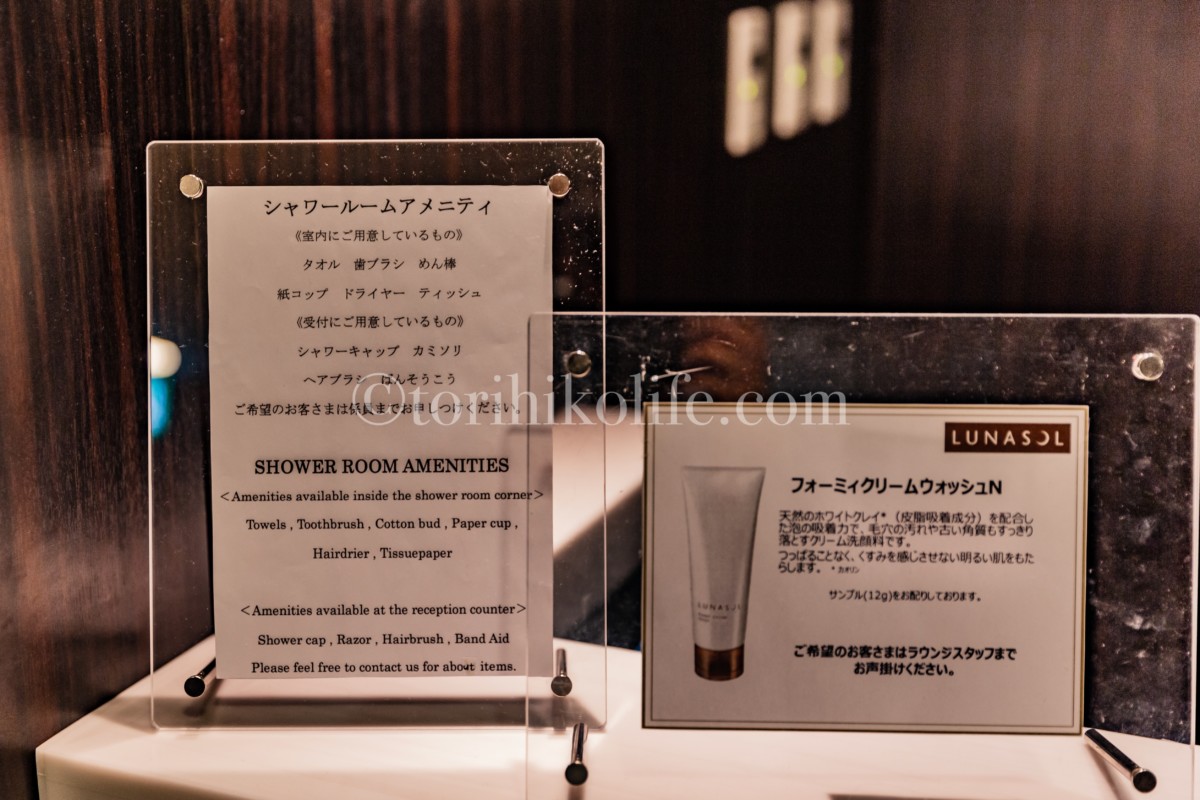 シャワールームアメニティ
《室内にご用意しているもの》
タオル 歯ブラシ めん棒
紙コップ ドライヤー ティッシュ
《受付にご用意しているもの》
シャワーキャップ カミソリ
ヘアブラシ ばんそうこう
ご希望のお客さまは係員までお申しつけください。
SHOWER ROOM AMENITIES
<Amenities available inside the shower room corner>
Towels , Toothbrush , Cotton bud , Paper cup ,
Hairdrier , Tissuepaper
<Amenities available at the reception counter>
Shower cap , Razor , Hairbrush , Band Aid
Please feel free to contact us for about items.
©torihikolife.com
LUNASOL
フォーミィクリームウォッシュN
天然のホワイトクレイ*（皮脂吸着成分）を配合し
た泡の吸着力で、毛穴の汚れや古い角質もすっきり
落とすクリーム洗顔料です。
つっぱることなく、くすみを感じさせない明るい肌をもた
らします。 *カオリン
サンプル(12g)をお配りしております。
ご希望のお客さまはラウンジスタッフまで
お声掛けください。
LUNASOL